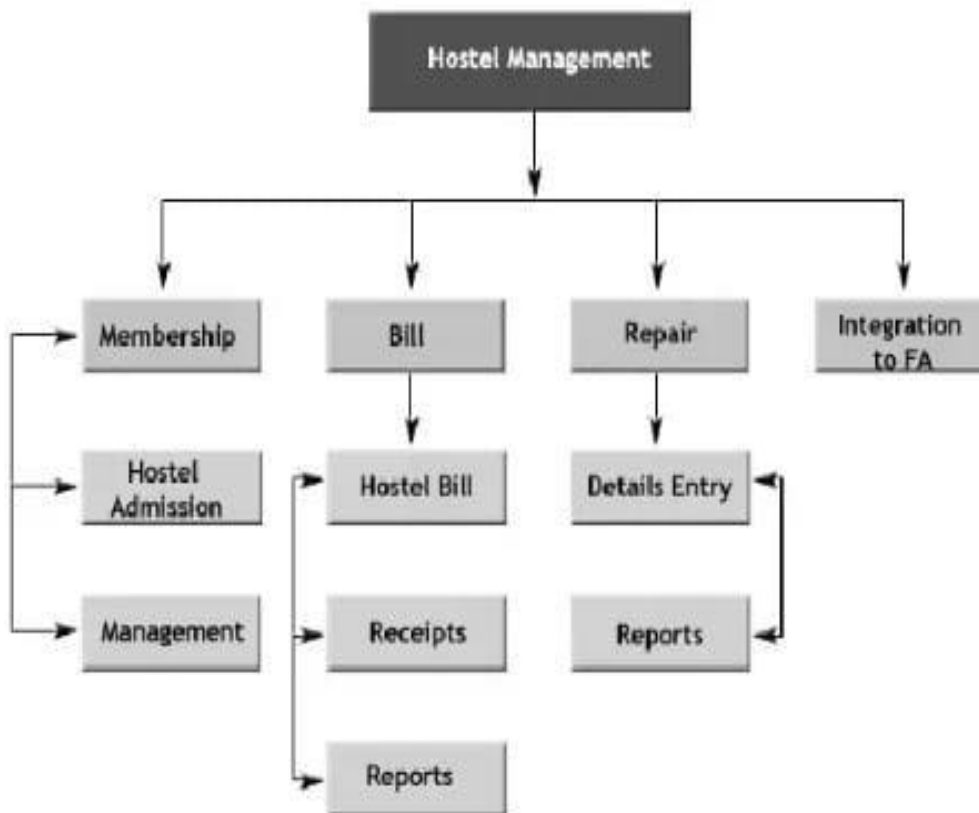 Hostel Management
Membership
Bill
Repair
Integration
to FA
Hostel
Admission
Hostel Bill
Details Entry
Management
Receipts
Reports
Reports